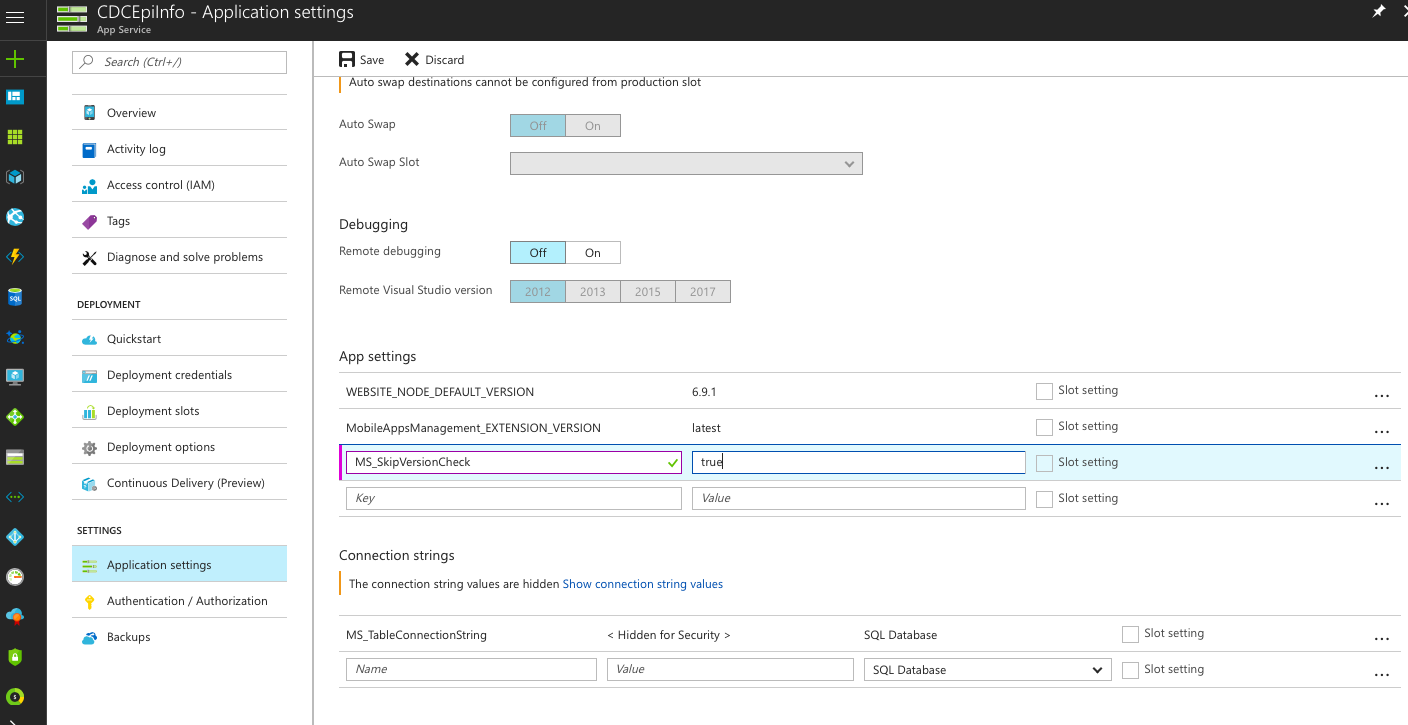 CDCEpiInfo - Application settings
App Service
Search (Ctrl+/)
Overview
Activity log
Access control (IAM)
Tags
Diagnose and solve problems
DEPLOYMENT
Quickstart
Deployment credentials
Deployment slots
Deployment options
Continuous Delivery (Preview)
SETTINGS
Application settings
Authentication / Authorization
Backups
Save Discard
Auto swap destinations cannot be configured from production slot
Auto Swap Off On
Auto Swap Slot
Debugging
Remote debugging Off On
Remote Visual Studio version 2012 2013 2015 2017
App settings
WEBSITE_NODE_DEFAULT_VERSION 6.9.1 Slot setting ...
MobileAppsManagement_EXTENSION_VERSION latest Slot setting ...
MS_SkipVersionCheck true Slot setting ...
Key Value Slot setting ...
Connection strings
The connection string values are hidden Show connection string values
MS_TableConnectionString < Hidden for Security > SQL Database Slot setting ...
Name Value SQL Database Slot setting ...
SQL